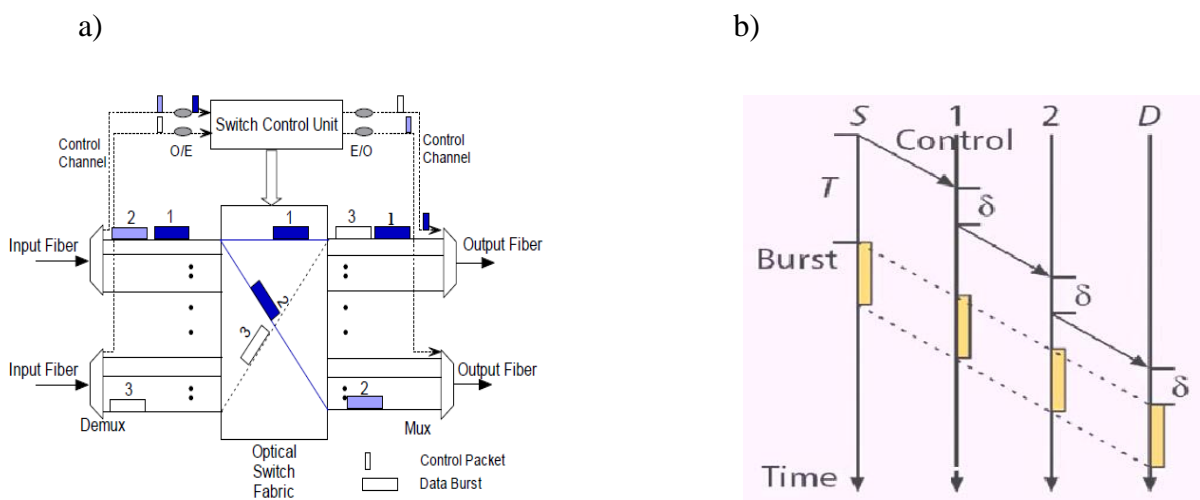 a)
Control
Channel
O/E
Switch Control Unit
E/O
Control
Channel
2
1
1
3
1
Input Fiber
Output Fiber
2
3
Input Fiber
Output Fiber
3
2
Demux
Mux
Optical
Switch
Fabric
Control Packet
Data Burst
b)
S
1
2
D
Control
T
δ
Burst
δ
δ
Time